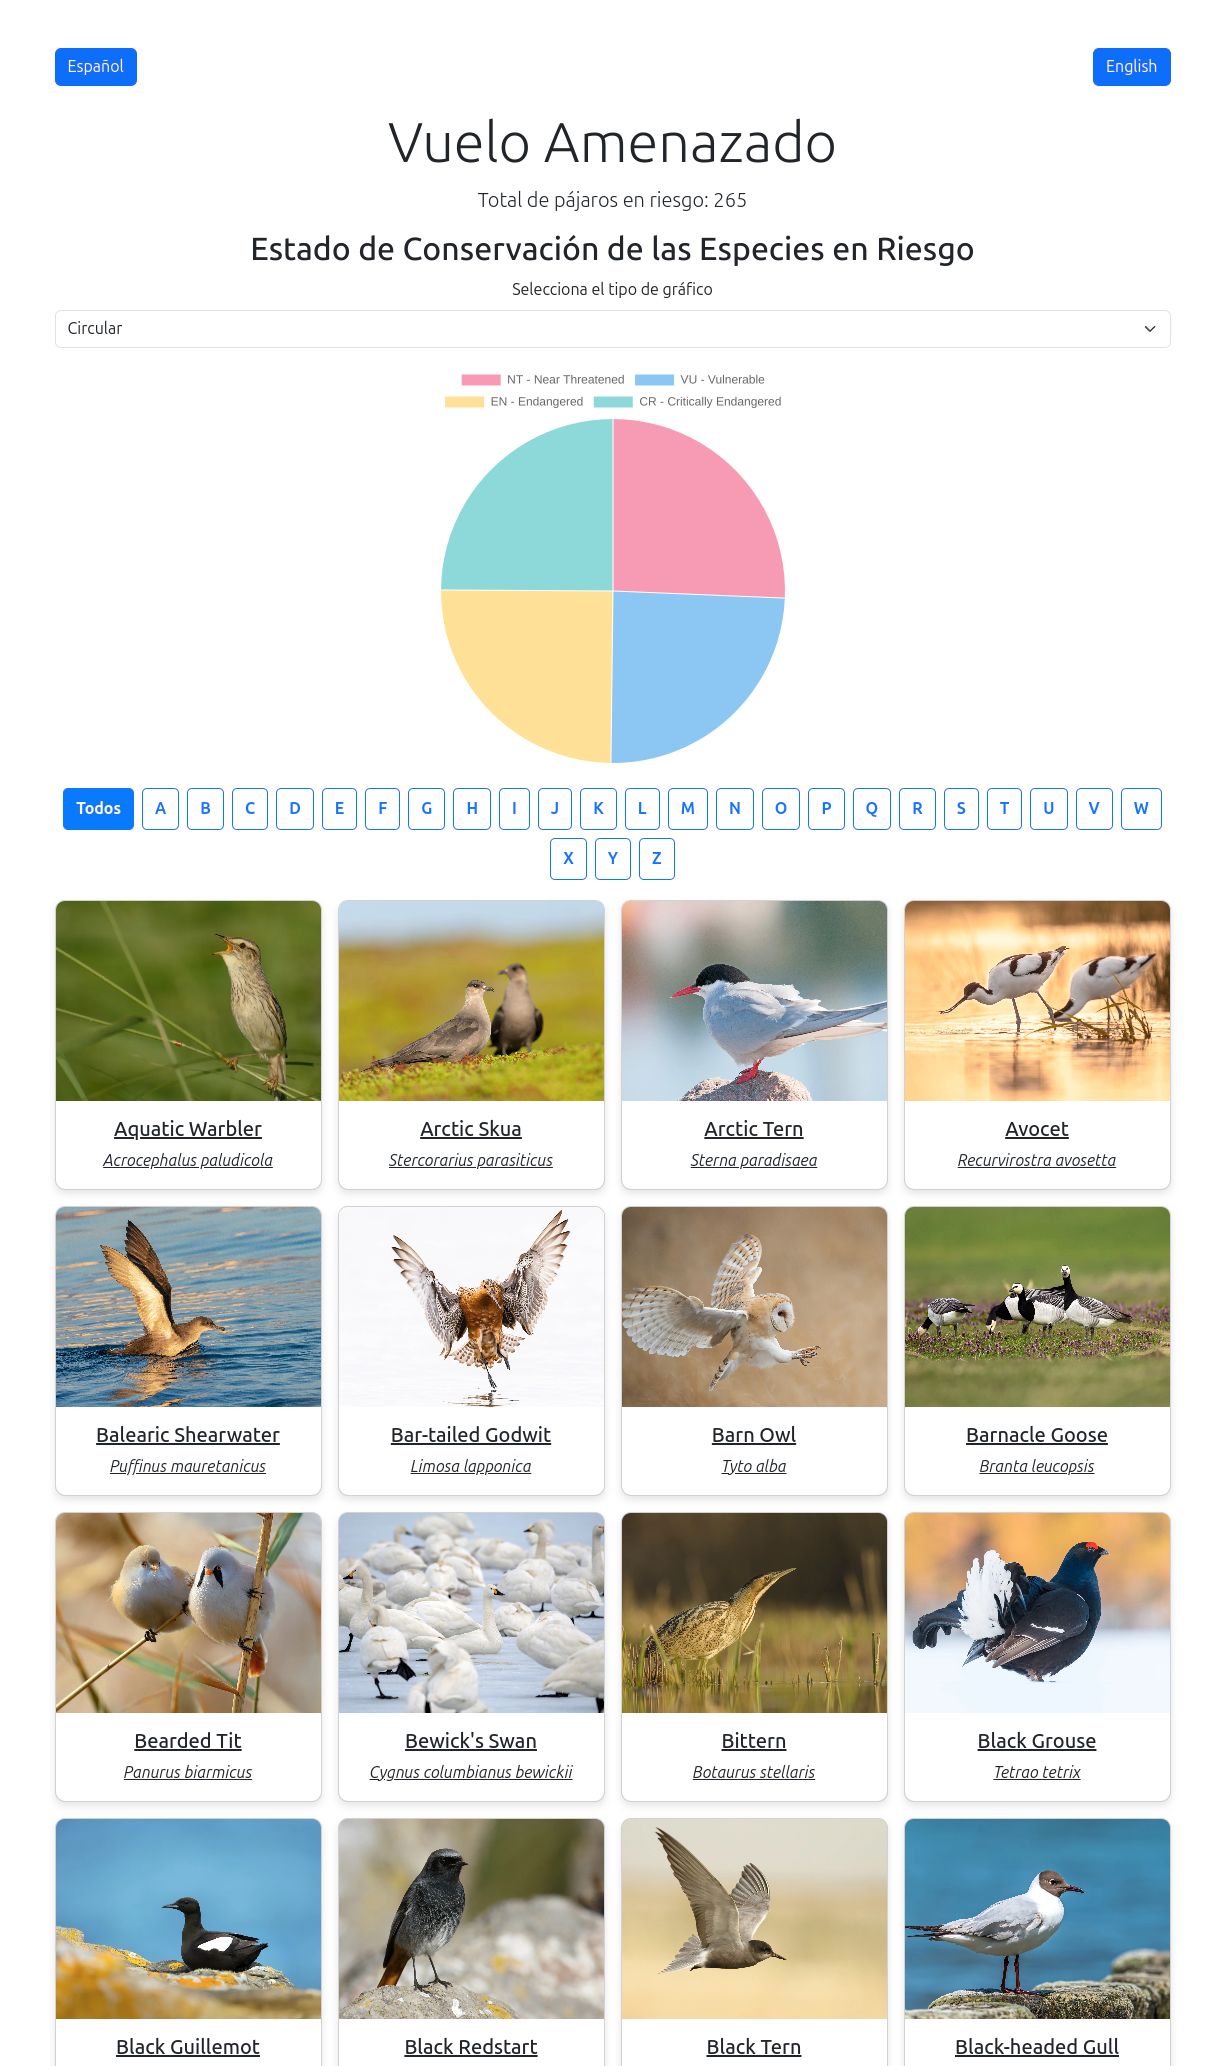 Español
English
Vuelo Amenazado
Total de pájaros en riesgo: 265
Estado de Conservación de las Especies en Riesgo
Selecciona el tipo de gráfico
Circular
NT - Near Threatened VU - Vulnerable
EN - Endangered CR - Critically Endangered
Todos A B C D E F G H I J K L M N O P Q R S T U V W
X Y Z
Aquatic Warbler
Acrocephalus paludicola
Arctic Skua
Stercorarius parasiticus
Arctic Tern
Sterna paradisaea
Avocet
Recurvirostra avosetta
Balearic Shearwater
Puffinus mauretanicus
Bar-tailed Godwit
Limosa lapponica
Barn Owl
Tyto alba
Barnacle Goose
Branta leucopsis
Bearded Tit
Panurus biarmicus
Bewick's Swan
Cygnus columbianus bewickii
Bittern
Botaurus stellaris
Black Grouse
Tetrao tetrix
Black Guillemot
Black Redstart
Black Tern
Black-headed Gull